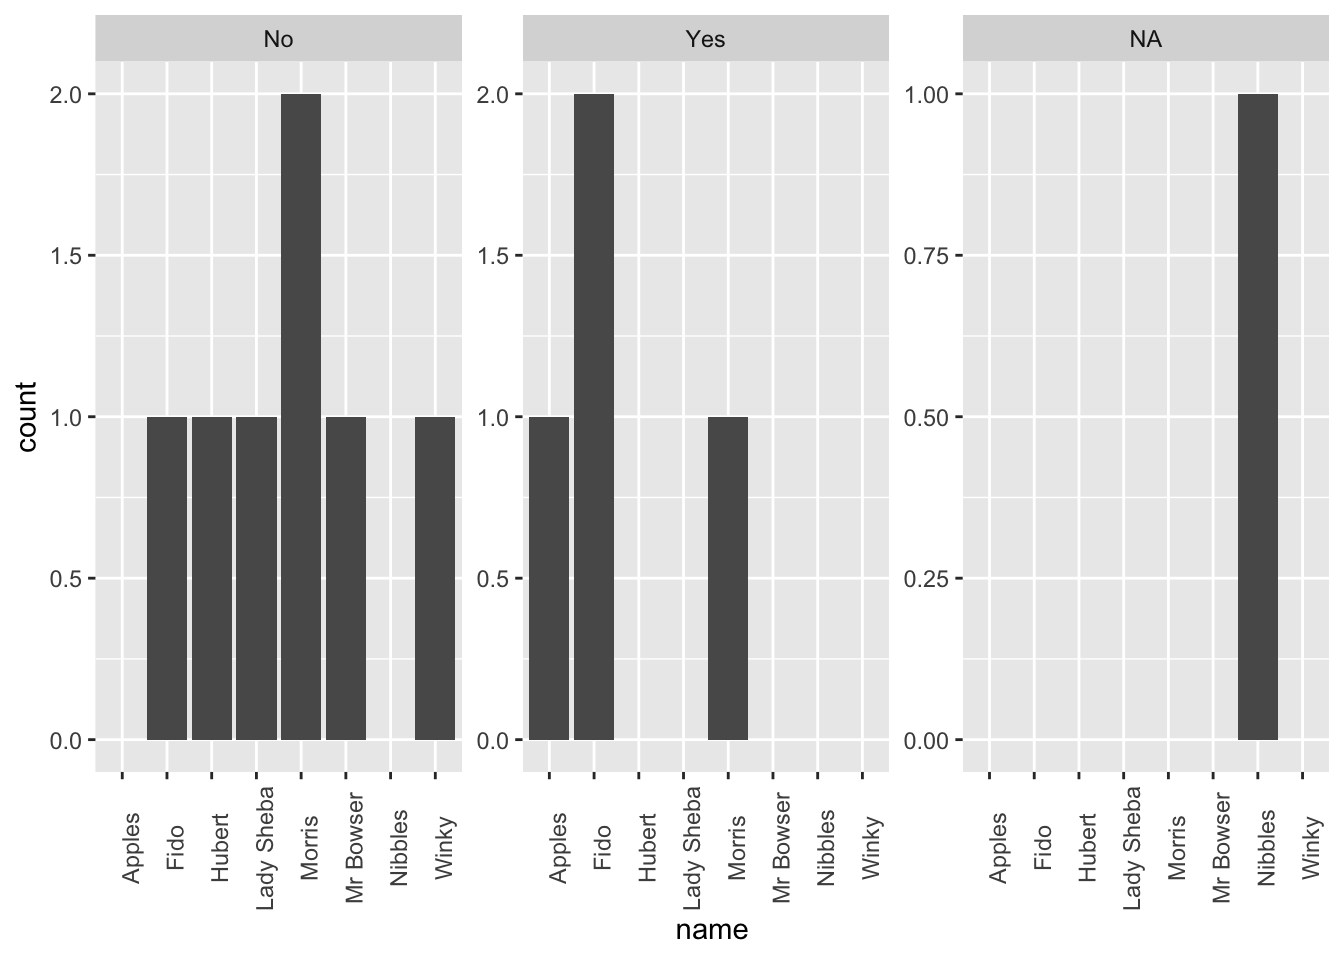 No
Yes
NA
count
2.0
1.5
1.0
0.5
0.0
2.0
1.5
1.0
0.5
0.0
1.00
0.75
0.50
0.25
0.00
Apples
Fido
Hubert
Lady Sheba
Morris
Mr Bowser
Nibbles
Winky
Apples
Fido
Hubert
Lady Sheba
Morris
Mr Bowser
Nibbles
Winky
Apples
Fido
Hubert
Lady Sheba
Morris
Mr Bowser
Nibbles
Winky
name